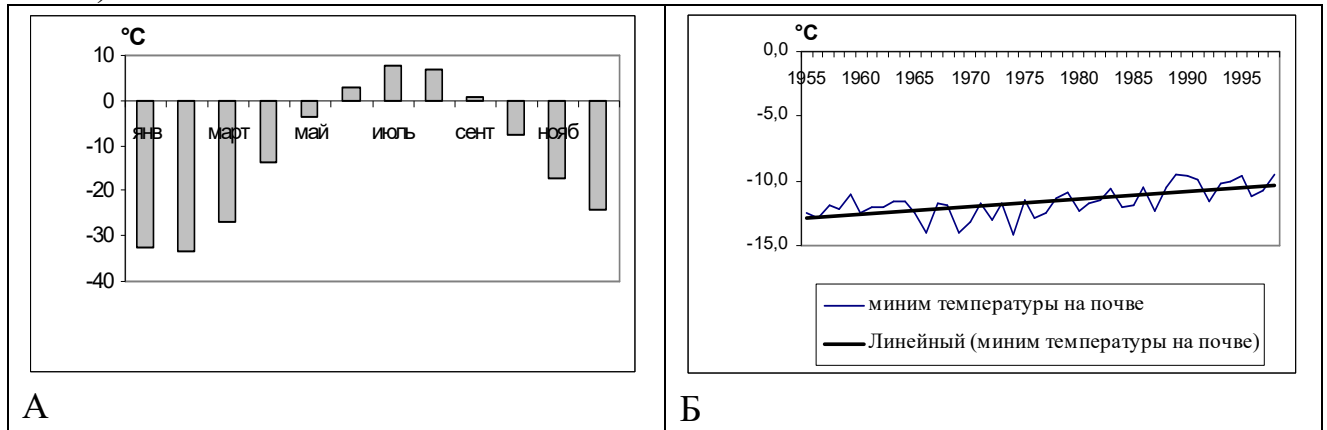 °C
10
0
-10
-20
-30
-40
янв март май июль сент нояб
А
°C
0,0
1955 1960 1965 1970 1975 1980 1985 1990 1995
-5,0
-10,0
-15,0
миним температуры на почве
Линейный (миним температуры на почве)
Б